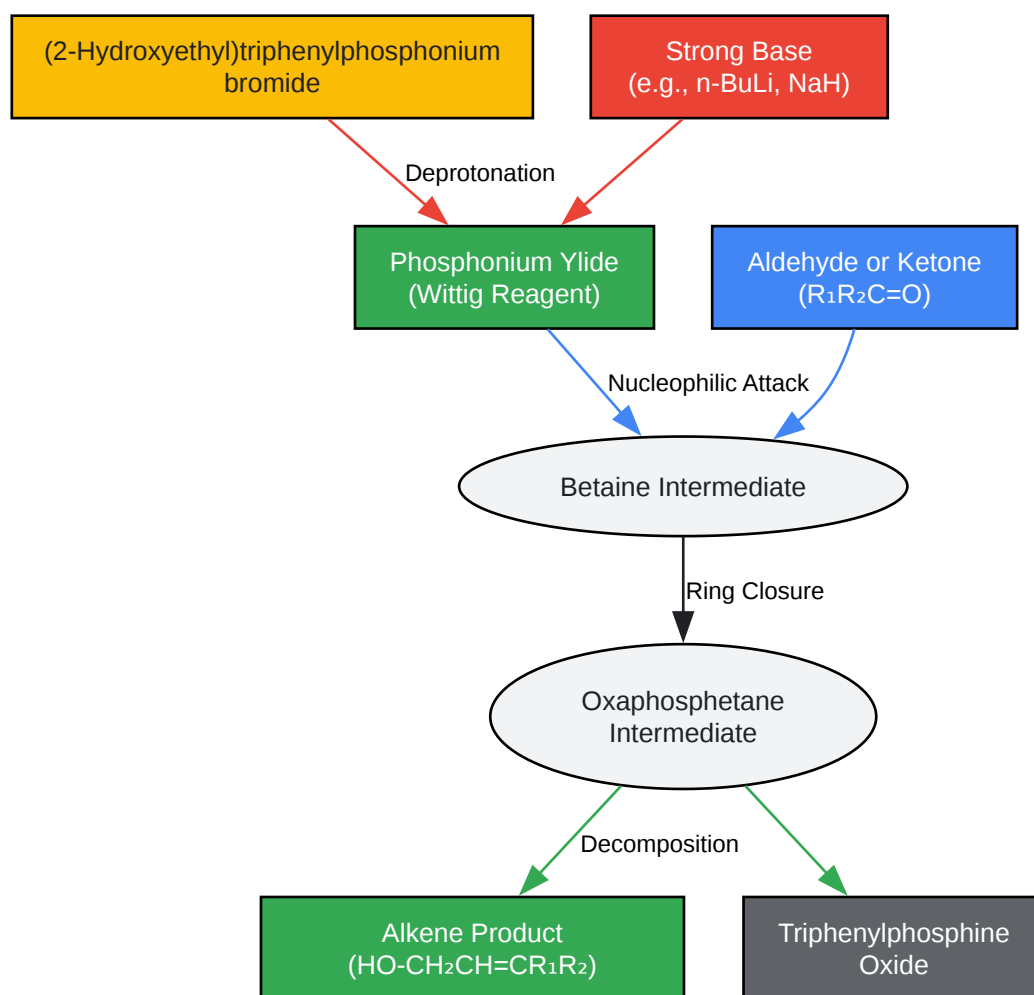 (2-Hydroxyethyl)triphenylphosphonium
bromide
Strong Base
(e.g., n-BuLi, NaH)
Deprotonation
Phosphonium Ylide
(Wittig Reagent)
Aldehyde or Ketone
(R₁R₂C=O)
Nucleophilic Attack
Betaine Intermediate
Ring Closure
Oxaphosphetane
Intermediate
Decomposition
Alkene Product
(HO-CH₂CH=CR₁R₂)
Triphenylphosphine
Oxide